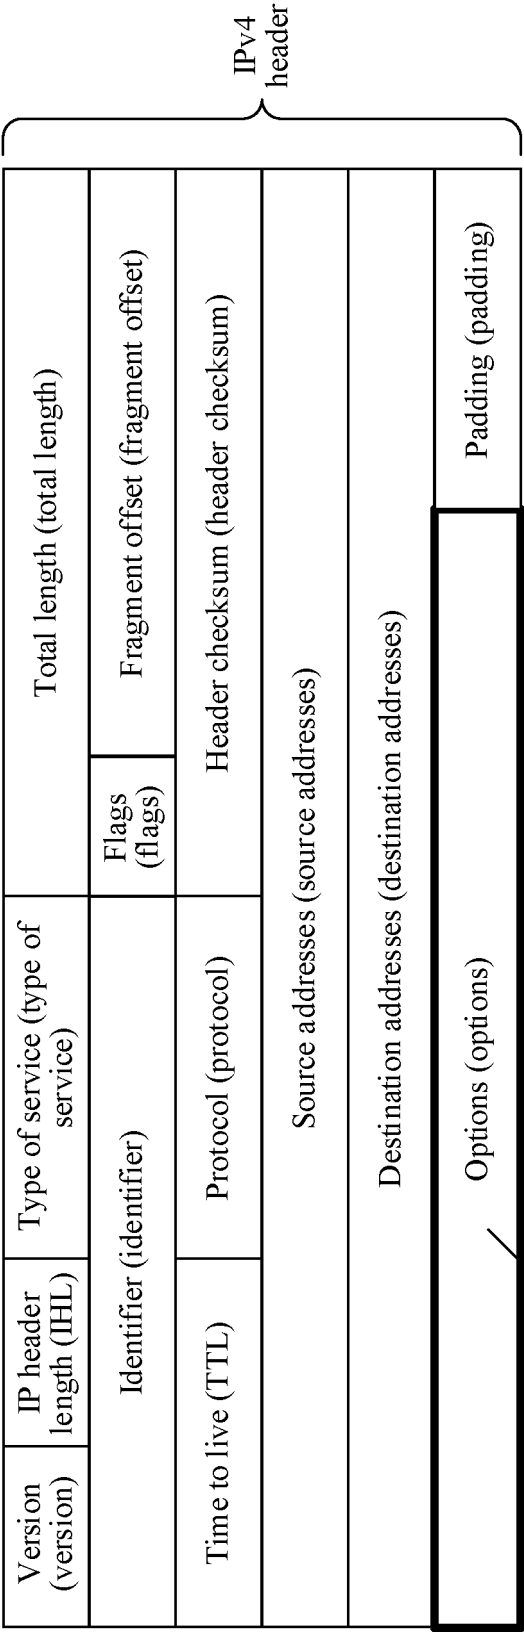 Version
(version)
IP header
length (IHL)
Type of service (type of
service)
Total length (total length)
Identifier (identifier)
Flags
(flags)
Fragment offset (fragment offset)
Time to live (TTL)
Protocol (protocol)
Header checksum (header checksum)
Source addresses (source addresses)
Destination addresses (destination addresses)
Options (options)
Padding (padding)
IPv4
header